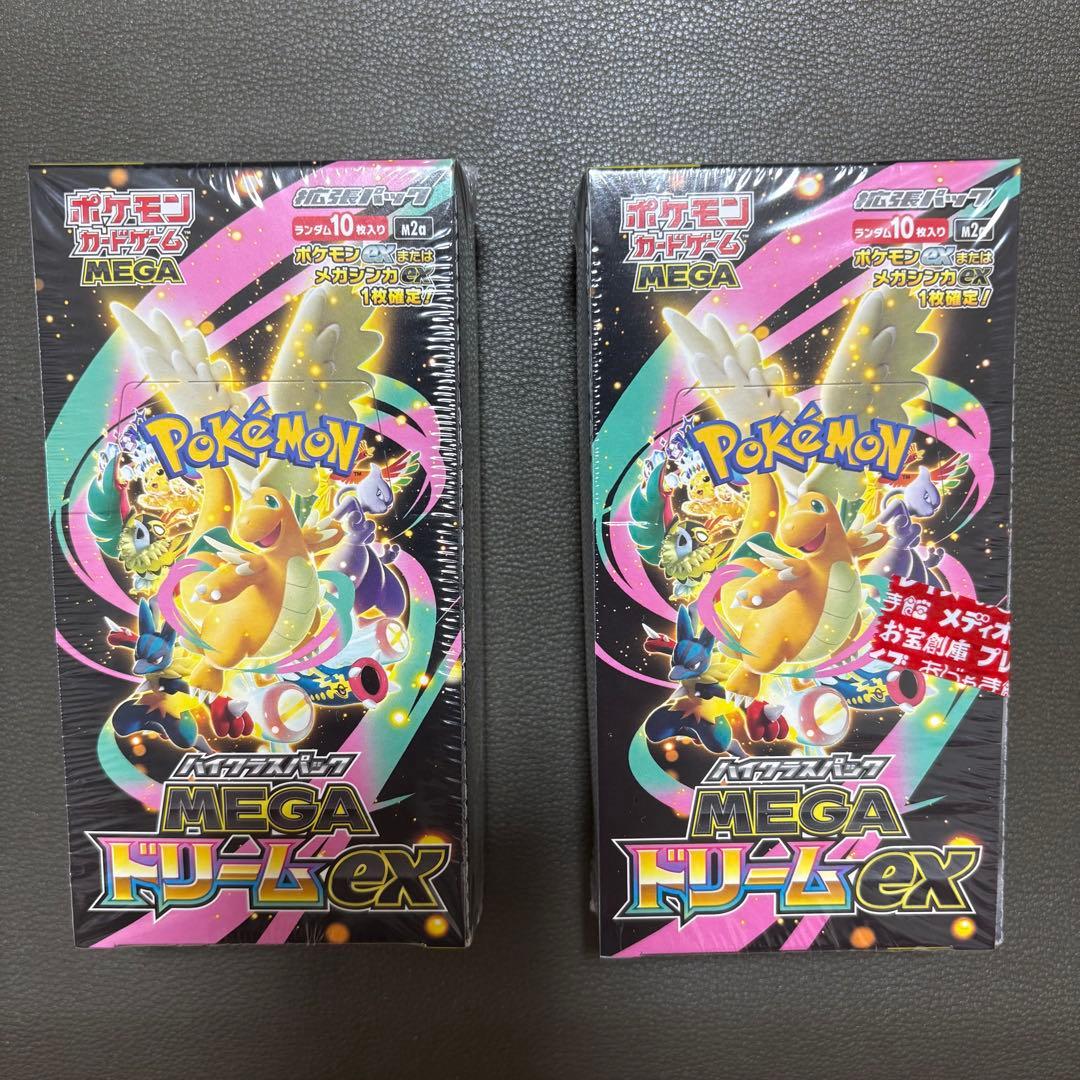 ポケモン
カードゲーム
MEGA
拡張パック
ランダム10枚入り M2a
ポケモンexまたは
メガシンカex
1枚確定!
Pokémon
TM
ハイクラスパック
MEGA
ドリームex
ポケモン
カードゲーム
MEGA
拡張パック
ランダム10枚入り M2a
ポケモンexまたは
メガシンカex
1枚確定!
Pokémon
TM
メディオ
お宝創庫 プレ
ハイクラスパック
MEGA
ドリームex